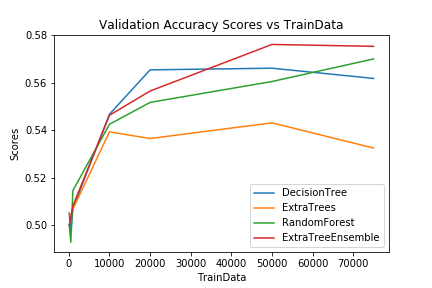 Validation Accuracy Scores vs TrainData
Scores
0.58
0.56
0.54
0.52
0.50
0
10000
20000
30000
40000
50000
60000
70000
TrainData
DecisionTree
ExtraTrees
RandomForest
ExtraTreeEnsemble